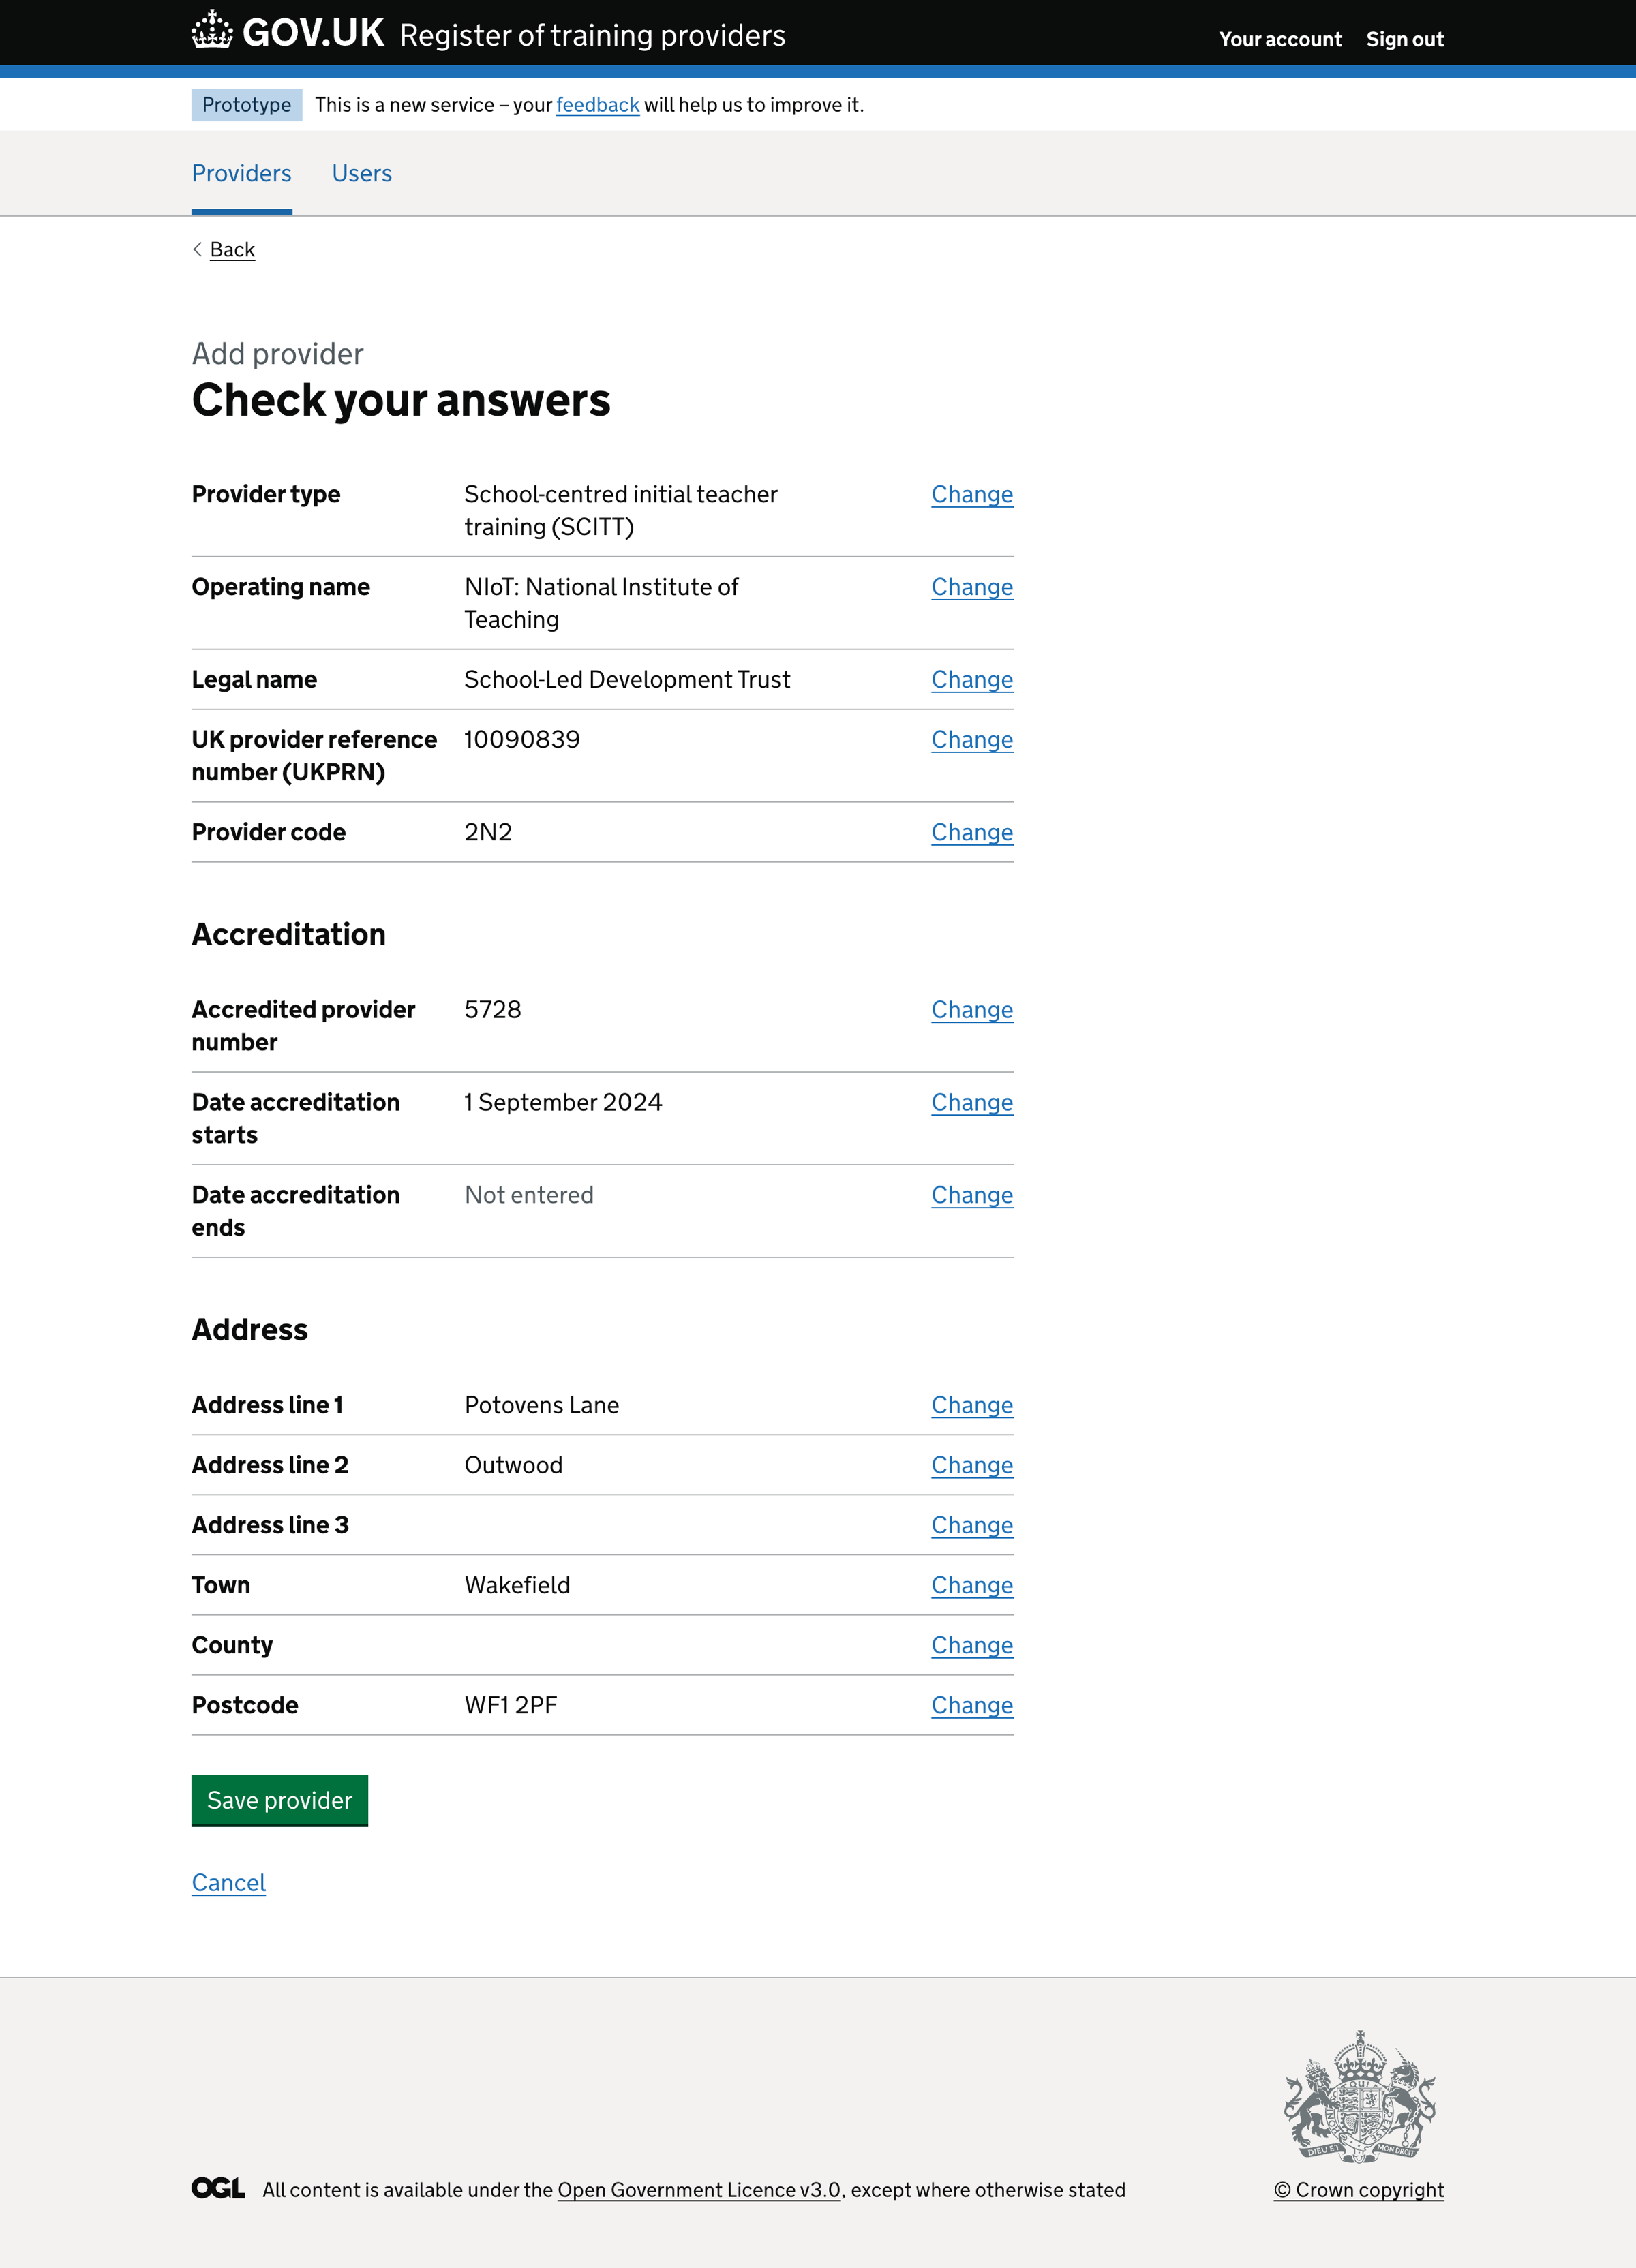 GOV.UK Register of training providers Your account Sign out
Prototype This is a new service – your feedback will help us to improve it.
Providers Users
Back
Add provider
Check your answers
Provider type School-centred initial teacher Change
training (SCITT)
Operating name NIoT: National Institute of Change
Teaching
Legal name School-Led Development Trust Change
UK provider reference 10090839 Change
number (UKPRN)
Provider code 2N2 Change
Accreditation
Accredited provider 5728 Change
number
Date accreditation 1 September 2024 Change
starts
Date accreditation Not entered Change
ends
Address
Address line 1 Potovens Lane Change
Address line 2 Outwood Change
Address line 3 Change
Town Wakefield Change
County Change
Postcode WF1 2PF Change
Save provider
Cancel
DIEU ET MON DROIT
OGL All content is available under the Open Government Licence v3.0, except where otherwise stated © Crown copyright